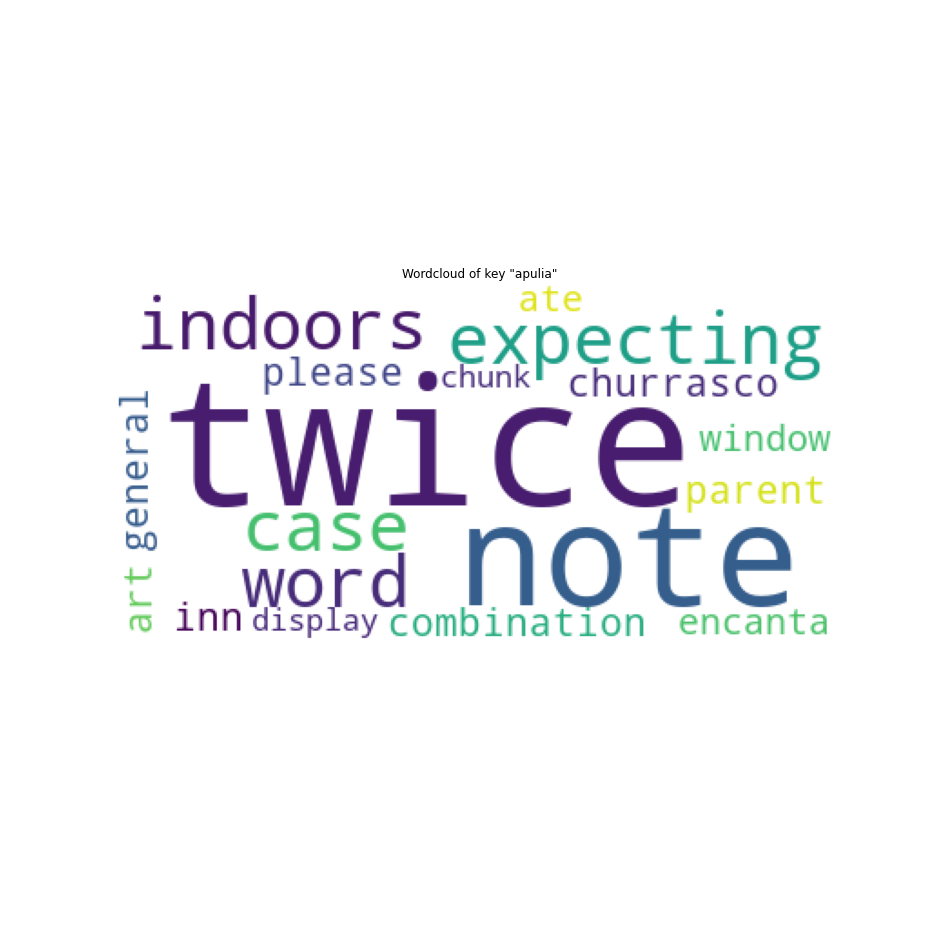 Wordcloud of key "apulia"
ate
indoors
expecting
please
chunk
churrasco
twice
general
window
parent
case
note
word
art
inn
display
combination
encanta